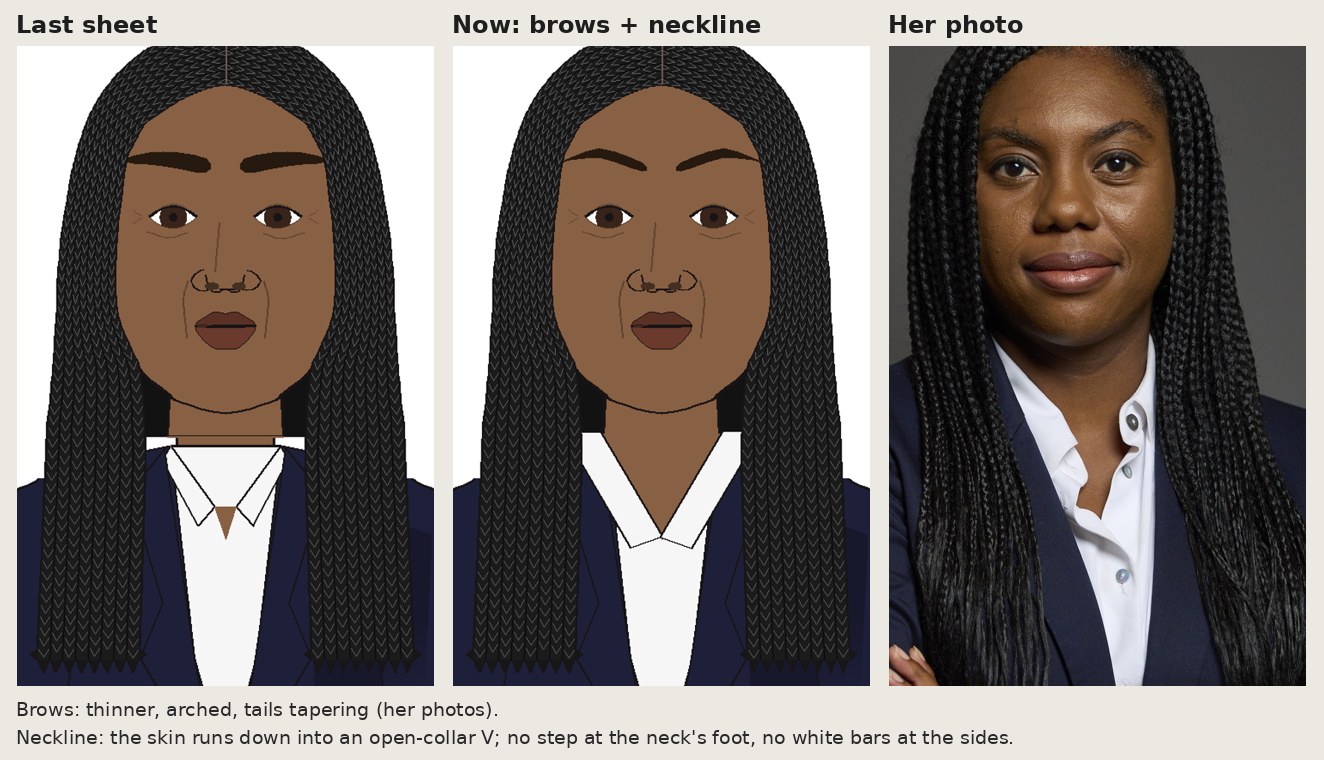 Last sheet
Now: brows + neckline
Her photo
Brows: thinner, arched, tails tapering (her photos).
Neckline: the skin runs down into an open-collar V; no step at the neck's foot, no white bars at the sides.